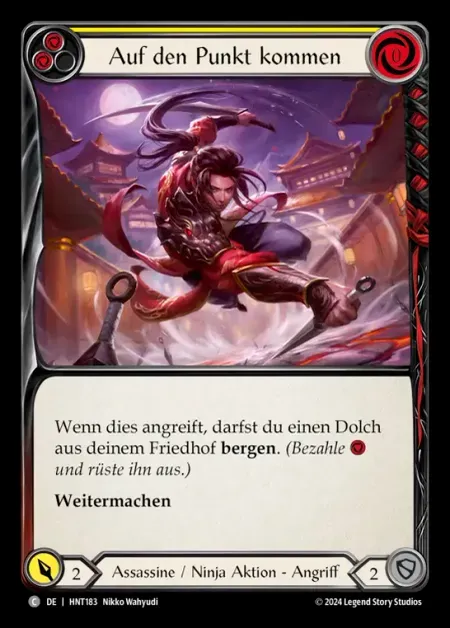 Auf den Punkt kommen
0
Wenn dies angreift, darfst du einen Dolch
aus deinem Friedhof bergen. (Bezahle
und rüste ihn aus.)
Weitermachen
2 Assassine / Ninja Aktion - Angriff 2
C DE | HNT183 Nikko Wahyudi © 2024 Legend Story Studios